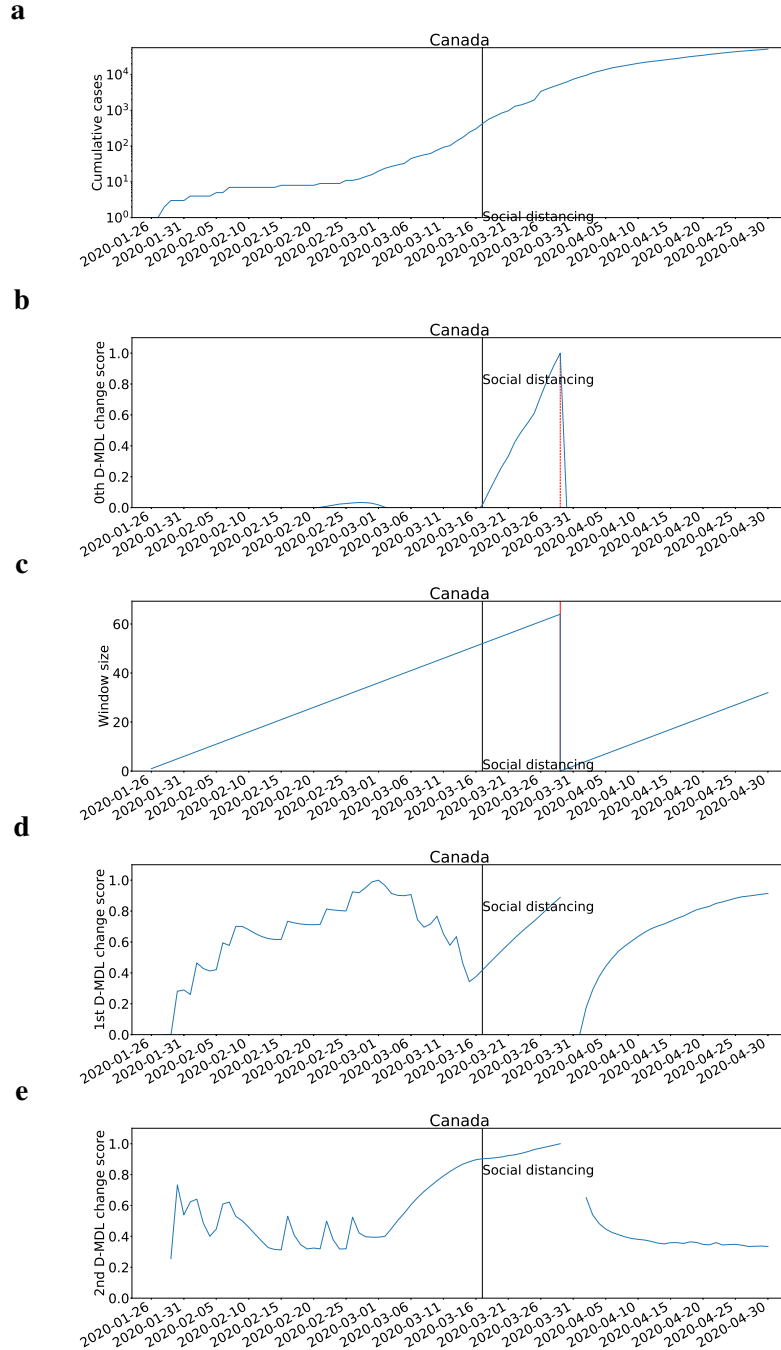 a
Canada
Cumulative cases
10^4
10^3
10^2
10^1
10^0
Social distancing
2020-01-26 2020-01-31 2020-02-05 2020-02-10 2020-02-15 2020-02-20 2020-02-25 2020-03-01 2020-03-06 2020-03-11 2020-03-16 2020-03-21 2020-03-26 2020-03-31 2020-04-05 2020-04-10 2020-04-15 2020-04-20 2020-04-25 2020-04-30
b
Canada
0th D-MDL change score
1.0
0.8
0.6
0.4
0.2
0.0
Social distancing
2020-01-26 2020-01-31 2020-02-05 2020-02-10 2020-02-15 2020-02-20 2020-02-25 2020-03-01 2020-03-06 2020-03-11 2020-03-16 2020-03-21 2020-03-26 2020-03-31 2020-04-05 2020-04-10 2020-04-15 2020-04-20 2020-04-25 2020-04-30
c
Canada
Window size
60
40
20
0
Social distancing
2020-01-26 2020-01-31 2020-02-05 2020-02-10 2020-02-15 2020-02-20 2020-02-25 2020-03-01 2020-03-06 2020-03-11 2020-03-16 2020-03-21 2020-03-26 2020-03-31 2020-04-05 2020-04-10 2020-04-15 2020-04-20 2020-04-25 2020-04-30
d
Canada
1st D-MDL change score
1.0
0.8
0.6
0.4
0.2
0.0
Social distancing
2020-01-26 2020-01-31 2020-02-05 2020-02-10 2020-02-15 2020-02-20 2020-02-25 2020-03-01 2020-03-06 2020-03-11 2020-03-16 2020-03-21 2020-03-26 2020-03-31 2020-04-05 2020-04-10 2020-04-15 2020-04-20 2020-04-25 2020-04-30
e
Canada
2nd D-MDL change score
1.0
0.8
0.6
0.4
0.2
0.0
Social distancing
2020-01-26 2020-01-31 2020-02-05 2020-02-10 2020-02-15 2020-02-20 2020-02-25 2020-03-01 2020-03-06 2020-03-11 2020-03-16 2020-03-21 2020-03-26 2020-03-31 2020-04-05 2020-04-10 2020-04-15 2020-04-20 2020-04-25 2020-04-30